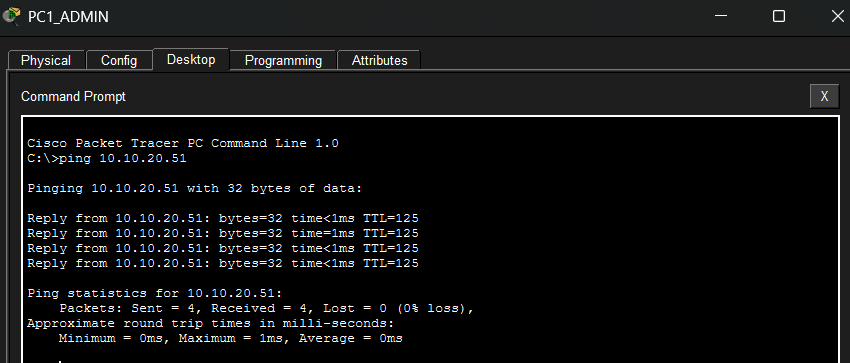 PC1_ADMIN
Physical Config Desktop Programming Attributes
Command Prompt X
Cisco Packet Tracer PC Command Line 1.0
C:\>ping 10.10.20.51
Pinging 10.10.20.51 with 32 bytes of data:
Reply from 10.10.20.51: bytes=32 time<1ms TTL=125
Reply from 10.10.20.51: bytes=32 time=1ms TTL=125
Reply from 10.10.20.51: bytes=32 time<1ms TTL=125
Reply from 10.10.20.51: bytes=32 time<1ms TTL=125
Ping statistics for 10.10.20.51:
    Packets: Sent = 4, Received = 4, Lost = 0 (0% loss),
Approximate round trip times in milli-seconds:
    Minimum = 0ms, Maximum = 1ms, Average = 0ms